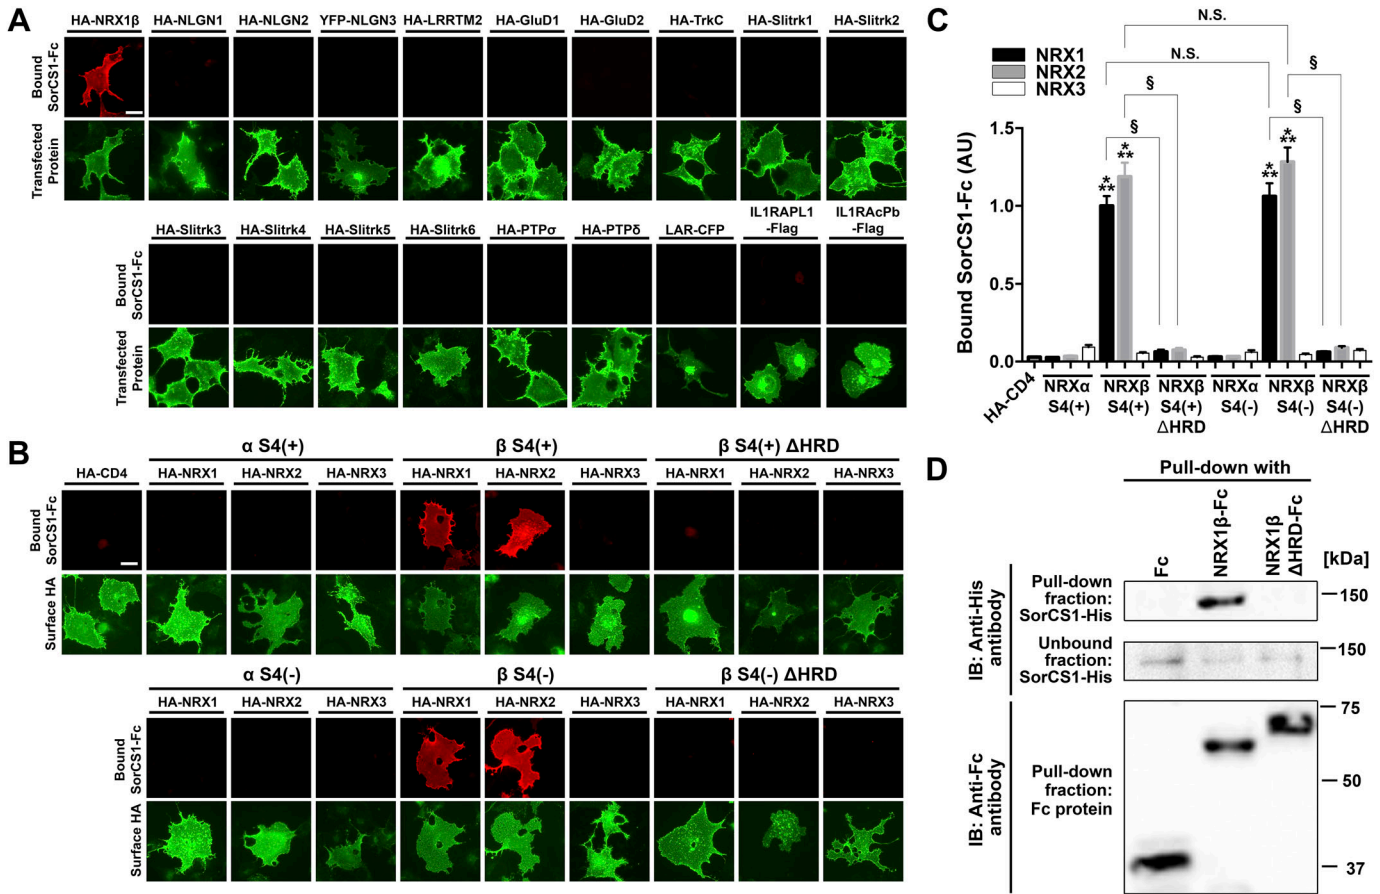 A
HA-NRX1β HA-NLGN1 HA-NLGN2 YFP-NLGN3 HA-LRRTM2 HA-GluD1 HA-GluD2 HA-TrkC HA-Slitrk1 HA-Slitrk2
Bound
SorCS1-Fc
Transfected
Protein
HA-Slitrk3 HA-Slitrk4 HA-Slitrk5 HA-Slitrk6 HA-PTPσ HA-PTPδ LAR-CFP IL1RAPL1 IL1RAcPb
-Flag -Flag
Bound
SorCS1-Fc
Transfected
Protein
B
α S4(+) β S4(+) β S4(+) ΔHRD
HA-CD4 HA-NRX1 HA-NRX2 HA-NRX3 HA-NRX1 HA-NRX2 HA-NRX3 HA-NRX1 HA-NRX2 HA-NRX3
Bound
SorCS1-Fc
Surface HA
α S4(-) β S4(-) β S4(-) ΔHRD
HA-NRX1 HA-NRX2 HA-NRX3 HA-NRX1 HA-NRX2 HA-NRX3 HA-NRX1 HA-NRX2 HA-NRX3
Bound
SorCS1-Fc
Surface HA
C
NRX1
NRX2
NRX3
N.S.
N.S.
§
§
§
§
*
**
*
**
*
**
*
**
Bound SorCS1-Fc (AU)
1.5
1.0
0.5
0.0
HA-CD4 NRXα NRXβ NRXβ NRXα NRXβ NRXβ
S4(+) S4(+) S4(+) S4(-) S4(-) S4(-)
ΔHRD ΔHRD
D
Pull-down with
Fc
NRX1β-Fc
NRX1β
ΔHRD-Fc
[kDa]
IB: Anti-His
antibody
Pull-down
fraction:
SorCS1-His
150
Unbound
fraction:
SorCS1-His
150
IB: Anti-Fc
antibody
Pull-down
fraction:
Fc protein
75
50
37